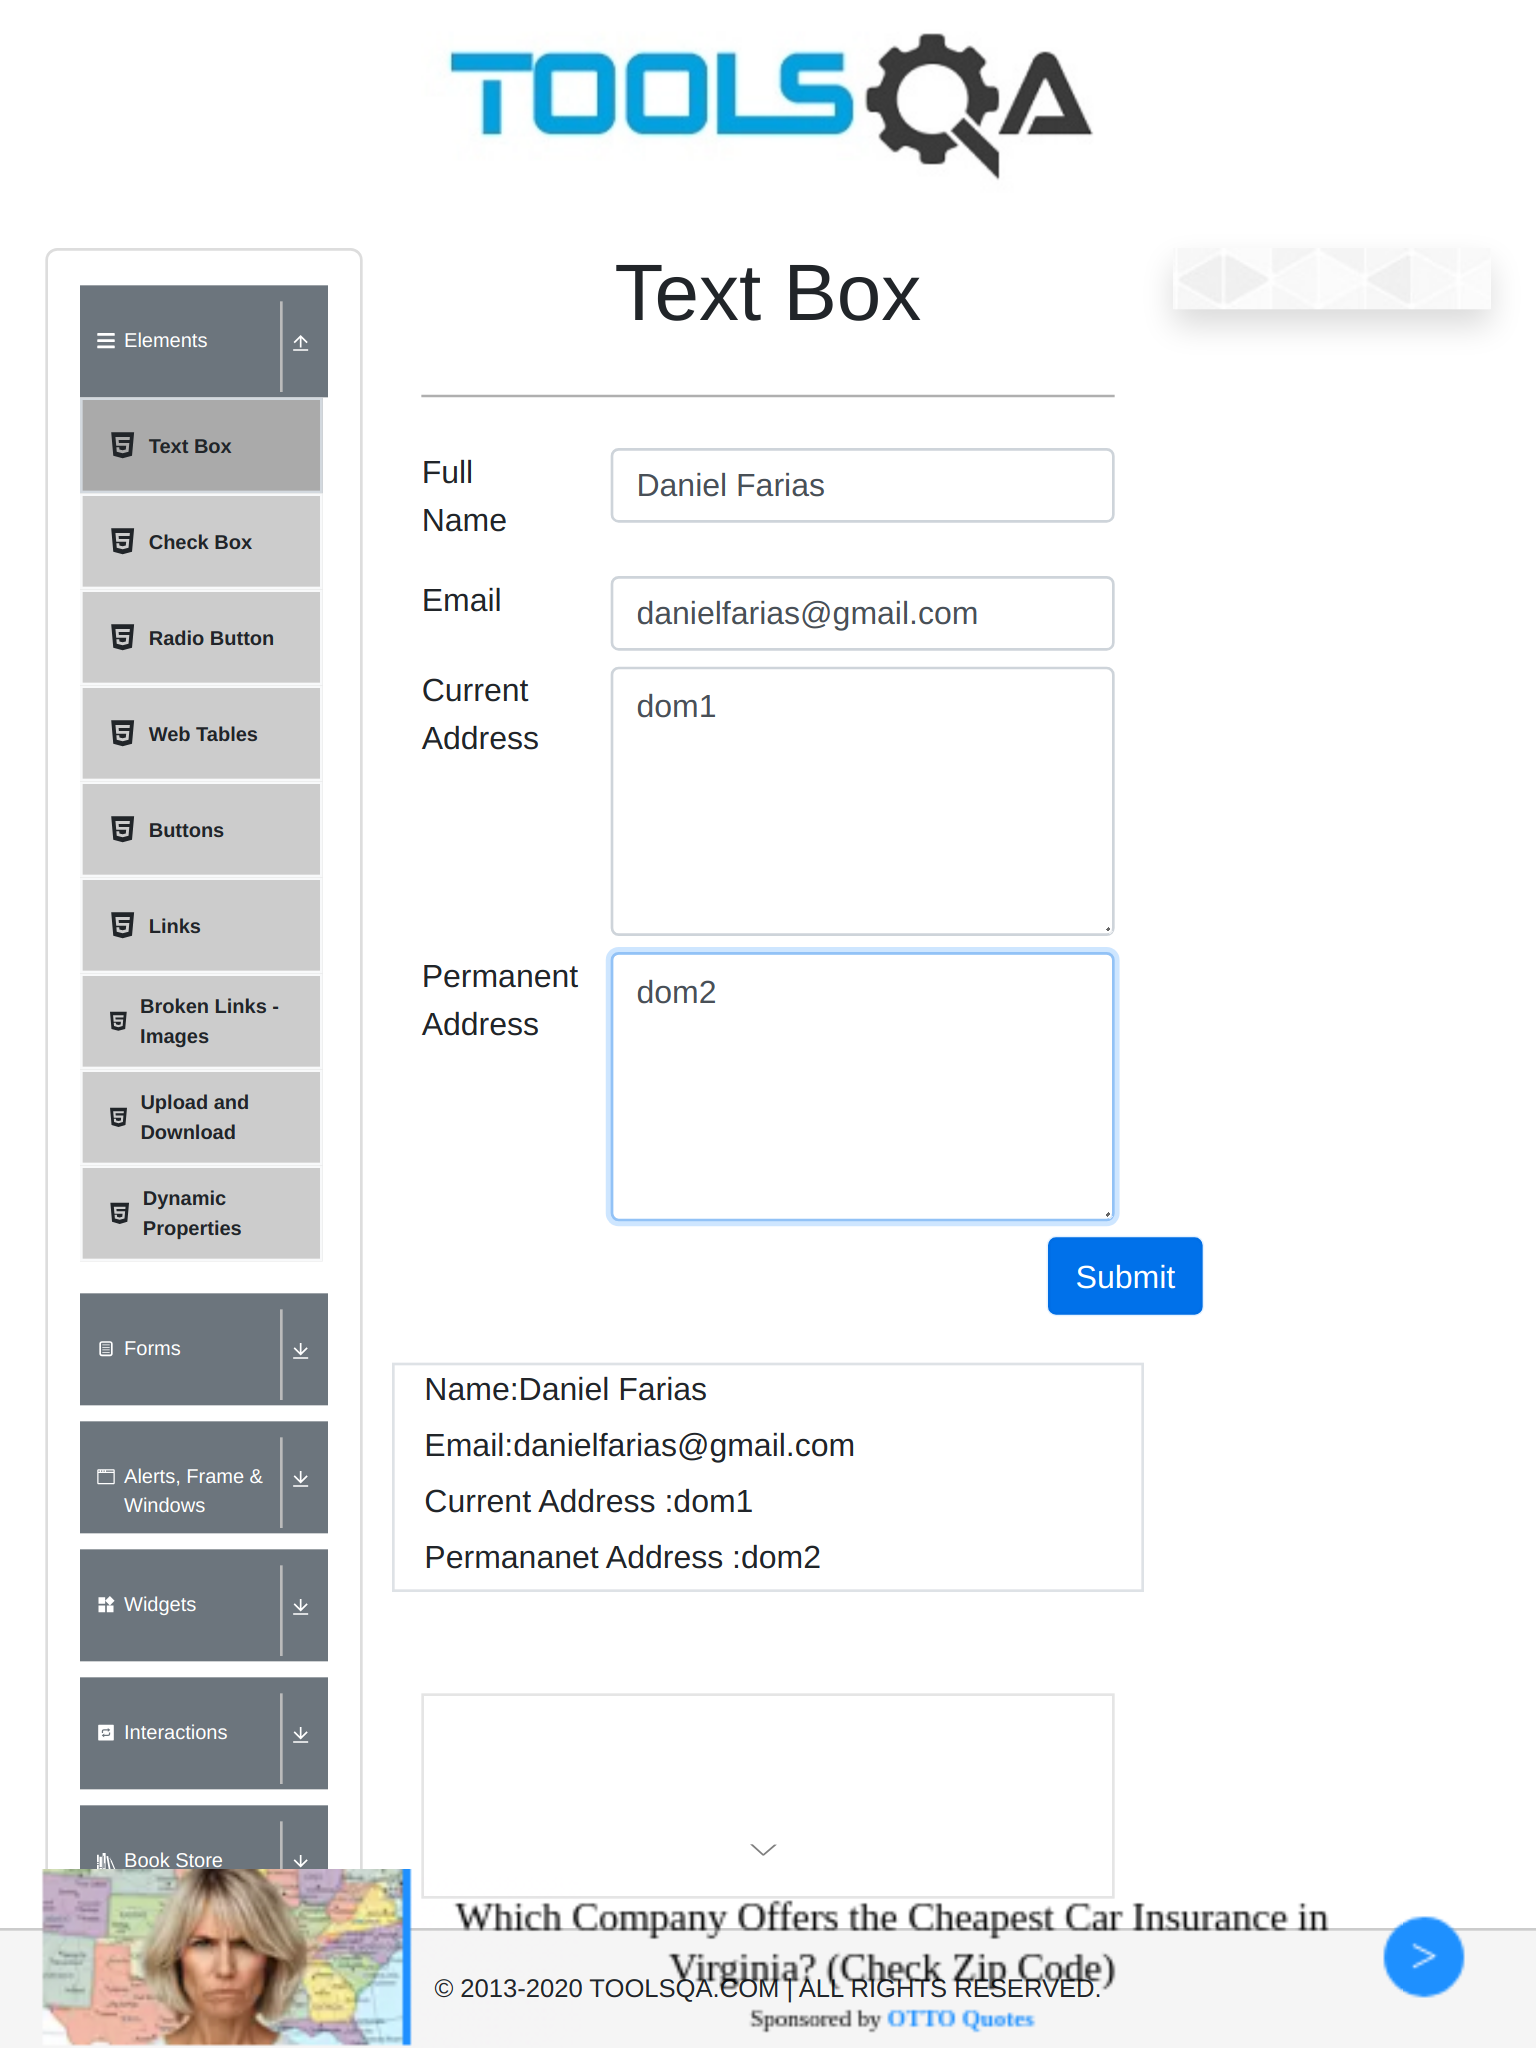 TOOLSQA
Text Box
Elements
Text Box
Check Box
Radio Button
Web Tables
Buttons
Links
Broken Links -
Images
Upload and
Download
Dynamic
Properties
Forms
Alerts, Frame &
Windows
Widgets
Interactions
Book Store
Full
Name
Daniel Farias
Email
danielfarias@gmail.com
Current
Address
dom1
Permanent
Address
dom2
Submit
Name:Daniel Farias
Email:danielfarias@gmail.com
Current Address :dom1
Permananet Address :dom2
Which Company Offers the Cheapest Car Insurance in
Virginia? (Check Zip Code)
© 2013-2020 TOOLSQA.COM | ALL RIGHTS RESERVED.
Sponsored by OTTO Quotes